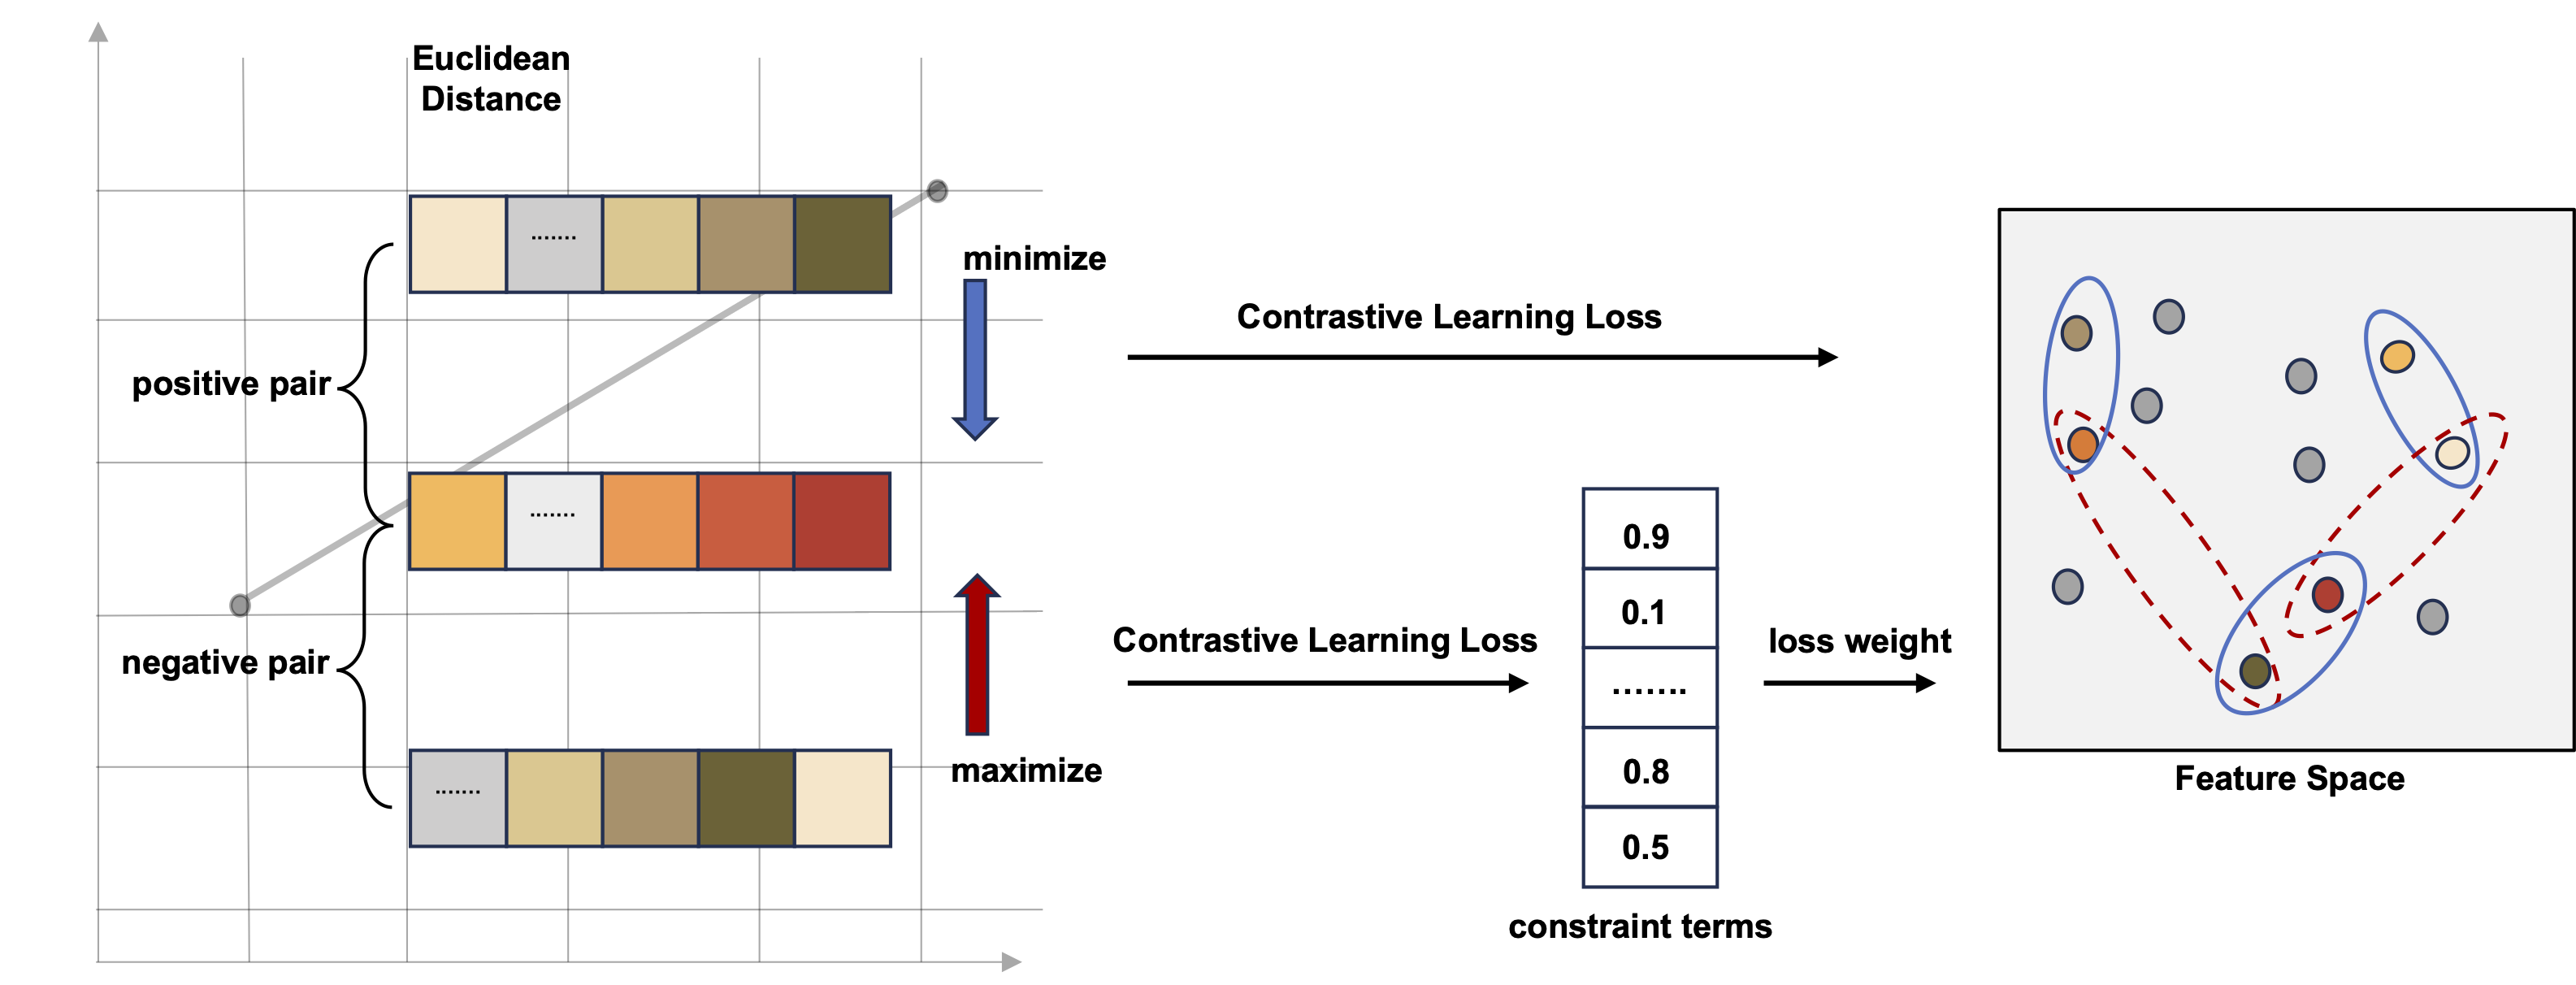 Euclidean
Distance
.......
minimize
Contrastive Learning Loss
positive pair
.......
0.9
0.1
.......
0.8
0.5
Contrastive Learning Loss
loss weight
negative pair
maximize
.......
Feature Space
constraint terms